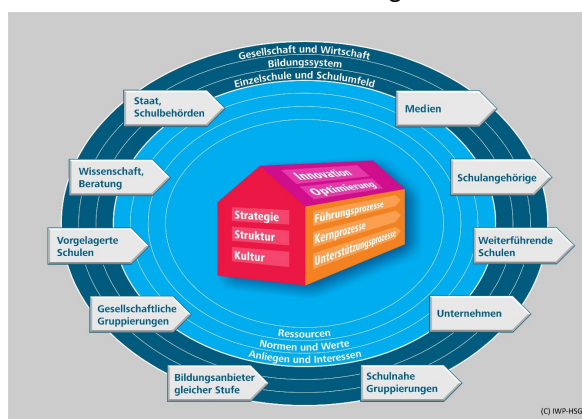 Gesellschaft und Wirtschaft
Bildungssystem
Einzelschule und Schulumfeld
Staat,
Schulbehörden
Medien
Wissenschaft,
Beratung
Schulangehörige
Innovation
Optimierung
Strategie
Struktur
Kultur
Führungsprozesse
Kernprozesse
Unterstützungsprozesse
Vorgelagerte
Schulen
Weiterführende
Schulen
Gesellschaftliche
Gruppierungen
Unternehmen
Ressourcen
Normen und Werte
Anliegen und Interessen
Bildungsanbieter
gleicher Stufe
Schulnahe
Gruppierungen
(C) IWP-HSG